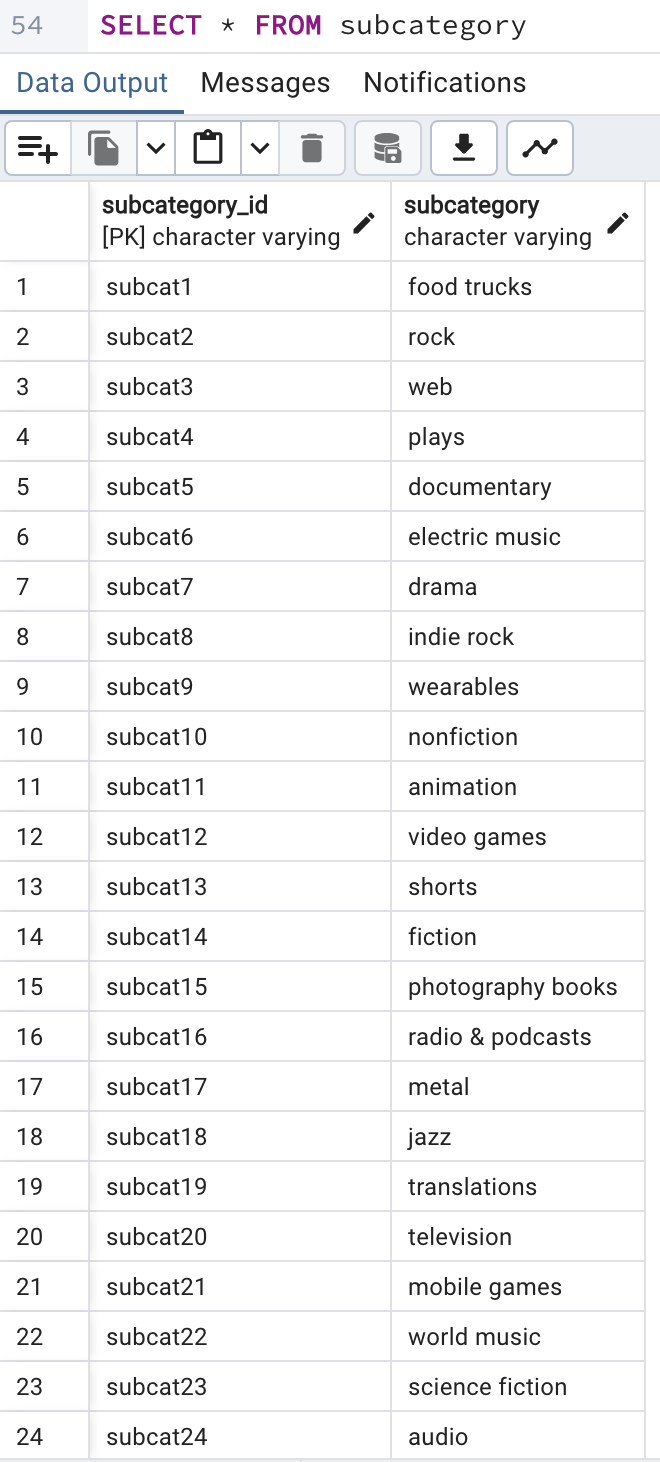 54 SELECT * FROM subcategory
Data Output Messages Notifications
subcategory_id subcategory
[PK] character varying character varying
1 subcat1 food trucks
2 subcat2 rock
3 subcat3 web
4 subcat4 plays
5 subcat5 documentary
6 subcat6 electric music
7 subcat7 drama
8 subcat8 indie rock
9 subcat9 wearables
10 subcat10 nonfiction
11 subcat11 animation
12 subcat12 video games
13 subcat13 shorts
14 subcat14 fiction
15 subcat15 photography books
16 subcat16 radio & podcasts
17 subcat17 metal
18 subcat18 jazz
19 subcat19 translations
20 subcat20 television
21 subcat21 mobile games
22 subcat22 world music
23 subcat23 science fiction
24 subcat24 audio